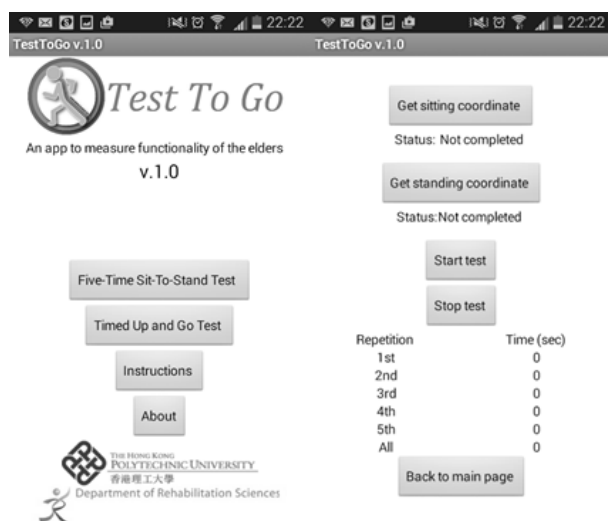 22:22
TestToGo v.1.0
Test To Go
An app to measure functionality of the elders
v.1.0
Five-Time Sit-To-Stand Test
Timed Up and Go Test
Instructions
About
THE HONG KONG
POLYTECHNIC UNIVERSITY
香港理工大學
Department of Rehabilitation Sciences
22:22
TestToGo v.1.0
Get sitting coordinate
Status: Not completed
Get standing coordinate
Status:Not completed
Start test
Stop test
Repetition Time (sec)
1st 0
2nd 0
3rd 0
4th 0
5th 0
All 0
Back to main page